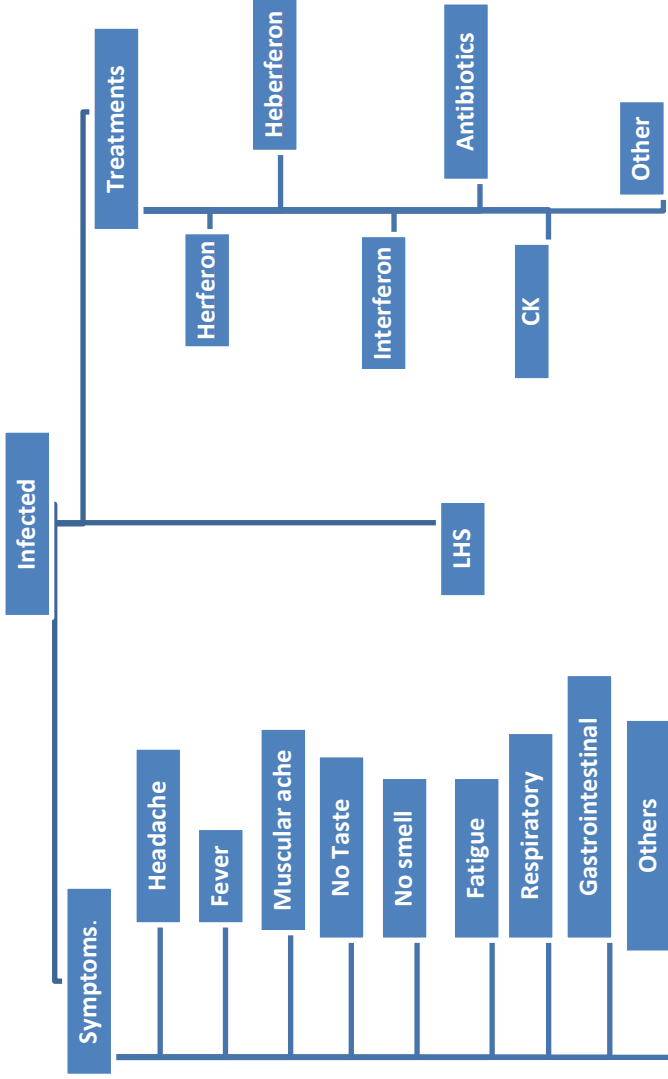 Infected
Symptoms.
Headache
Fever
Muscular ache
No Taste
No smell
Fatigue
Respiratory
Gastrointestinal
Others
LHS
Treatments
Herferon
Heberferon
Interferon
Antibiotics
CK
Other